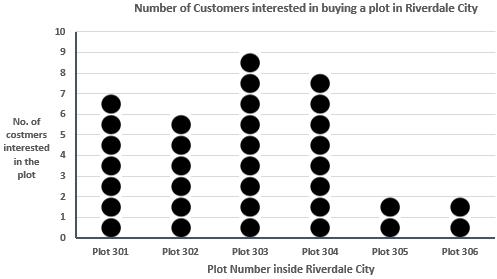 Number of Customers interested in buying a plot in Riverdale City
10
9
8
7
6
5
4
3
2
1
0
No. of
costmers
interested
in the
plot
Plot 301 Plot 302 Plot 303 Plot 304 Plot 305 Plot 306
Plot Number inside Riverdale City